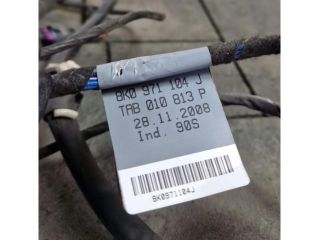 8K0 971 104 J
TAB 010 813 P
28.11.2008
Ind. 90S
8K0971104J